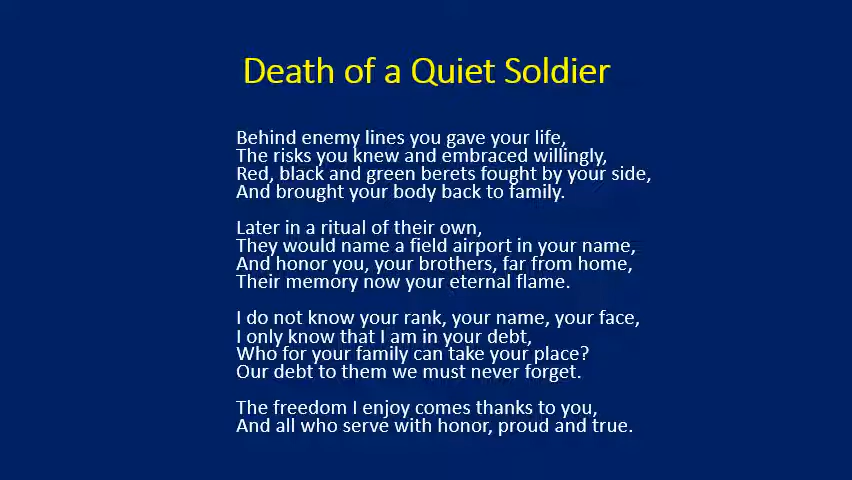 Death of a Quiet Soldier
Behind enemy lines you gave your life,
The risks you knew and embraced willingly,
Red, black and green berets fought by your side,
And brought your body back to family.
Later in a ritual of their own,
They would name a field airport in your name,
And honor you, your brothers, far from home,
Their memory now your eternal flame.
I do not know your rank, your name, your face,
I only know that I am in your debt,
Who for your family can take your place?
Our debt to them we must never forget.
The freedom I enjoy comes thanks to you,
And all who serve with honor, proud and true.